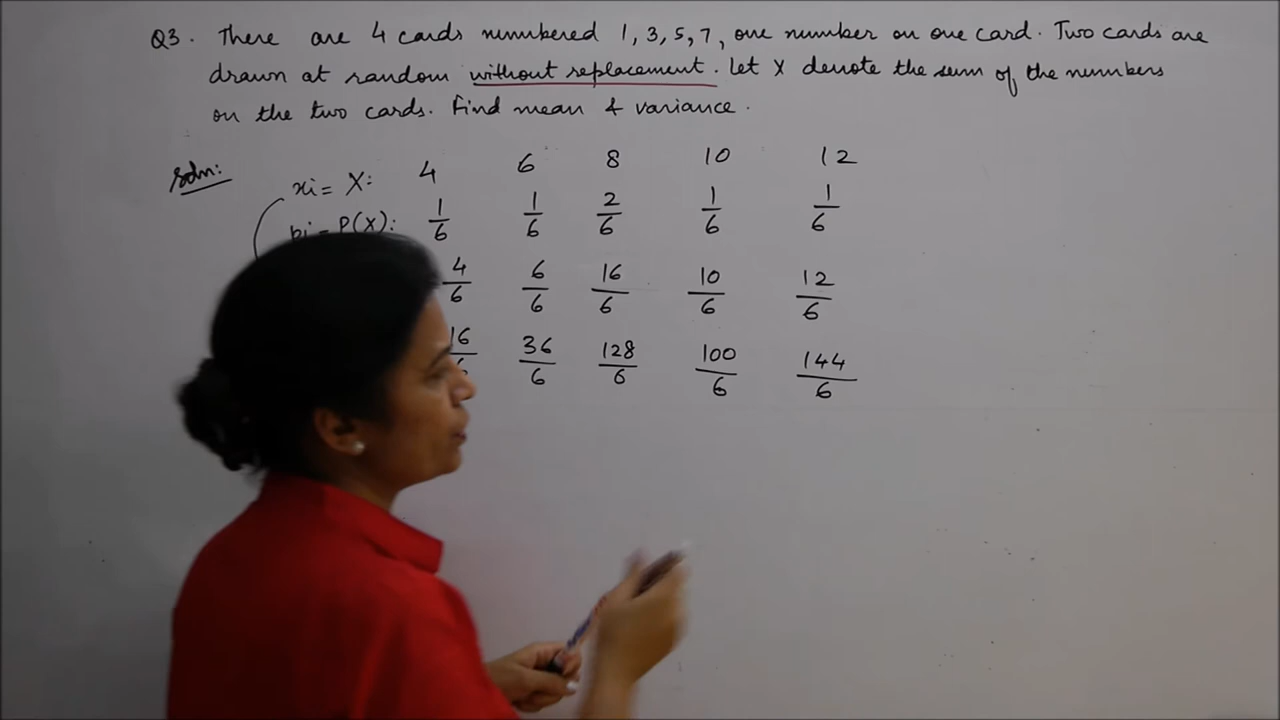 Q3. There are 4 cards numbered 1, 3, 5, 7, one number on one card. Two cards are
drawn at random without replacement. Let X denote the sum of the numbers
on the two cards. Find mean & variance.
Soln:
xi = X: 4 6 8 10 12
pi = P(X): 1/6 1/6 2/6 1/6 1/6
4/6 6/6 16/6 10/6 12/6
16/6 36/6 128/6 100/6 144/6